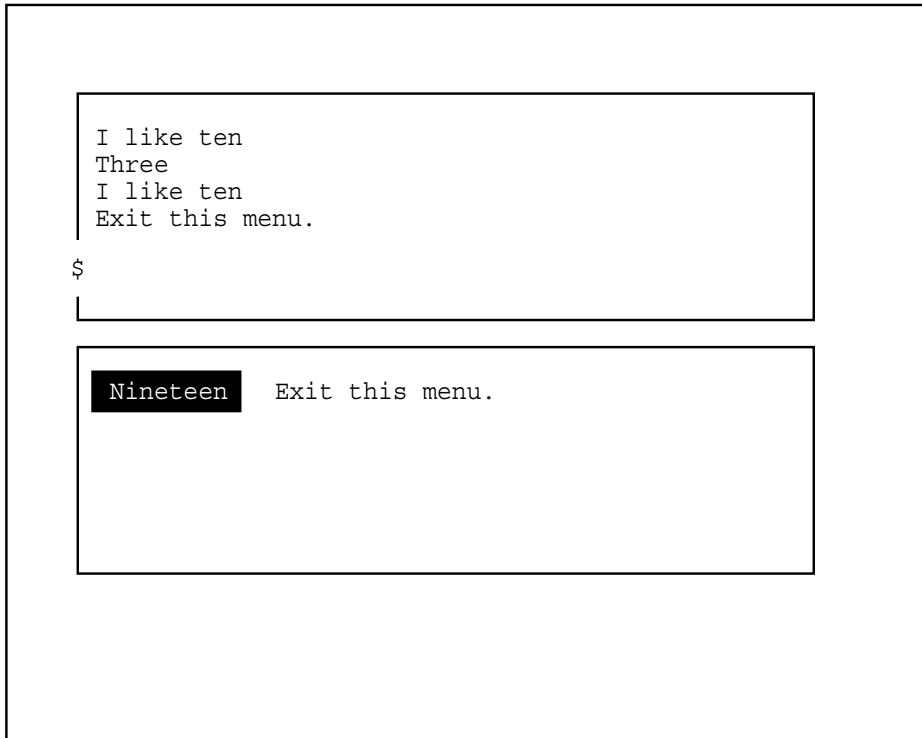 I like ten
Three
I like ten
Exit this menu.
$
Nineteen Exit this menu.